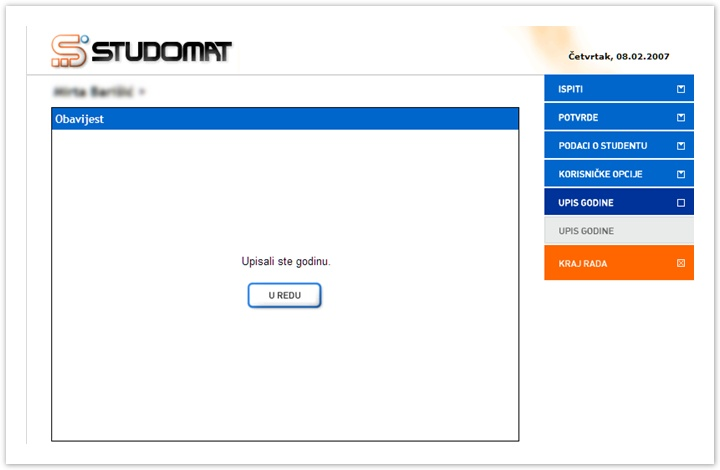 STUDOMAT
Četvrtak, 08.02.2007
Obavijest
Upisali ste godinu.
U REDU
ISPITI
POTVRDE
PODACI O STUDENTU
KORISNIČKE OPCIJE
UPIS GODINE
UPIS GODINE
KRAJ RADA